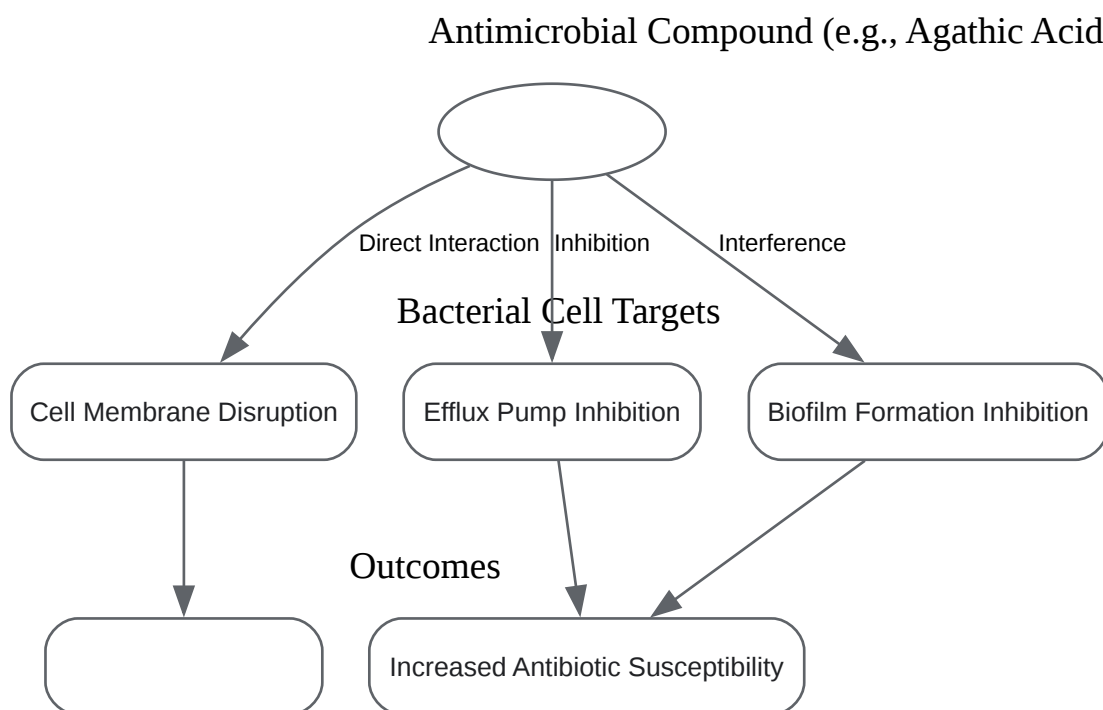 Antimicrobial Compound (e.g., Agathic Acid
Direct Interaction
Inhibition
Interference
Bacterial Cell Targets
Cell Membrane Disruption
Efflux Pump Inhibition
Biofilm Formation Inhibition
Outcomes
Increased Antibiotic Susceptibility